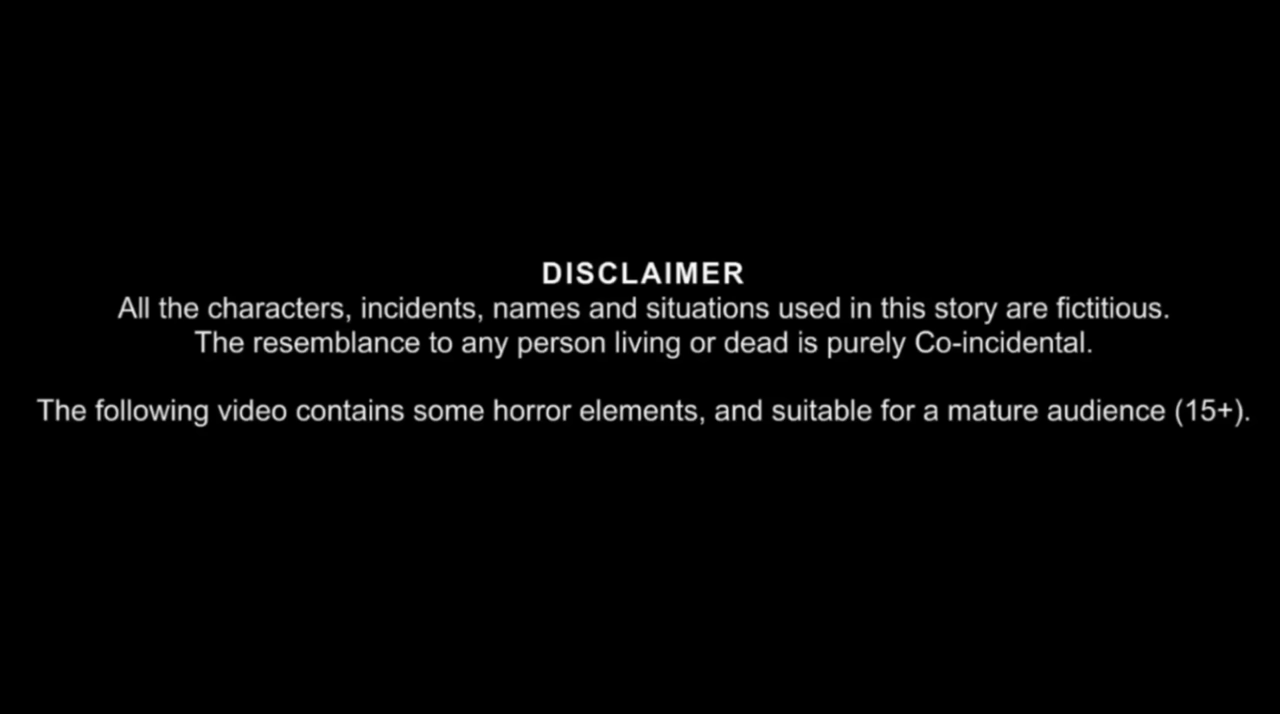 DISCLAIMER
All the characters, incidents, names and situations used in this story are fictitious.
The resemblance to any person living or dead is purely Co-incidental.
The following video contains some horror elements, and suitable for a mature audience (15+).